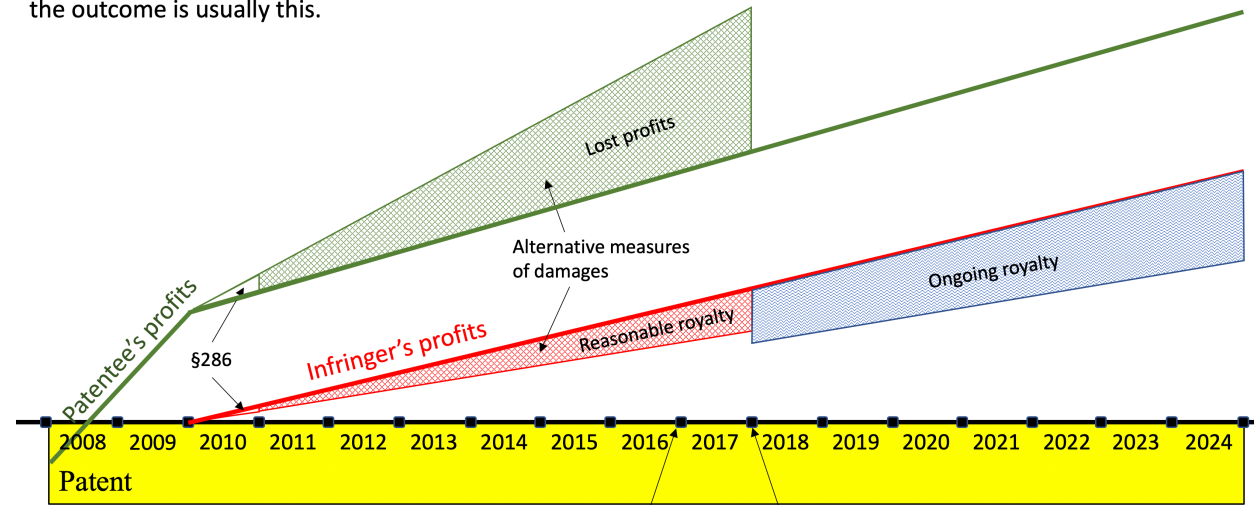 the outcome is usually this.
Lost profits
Alternative measures
of damages
Patentee's profits
§286
Infringer's profits
Reasonable royalty
Ongoing royalty
2008 2009 2010 2011 2012 2013 2014 2015 2016 2017 2018 2019 2020 2021 2022 2023 2024
Patent